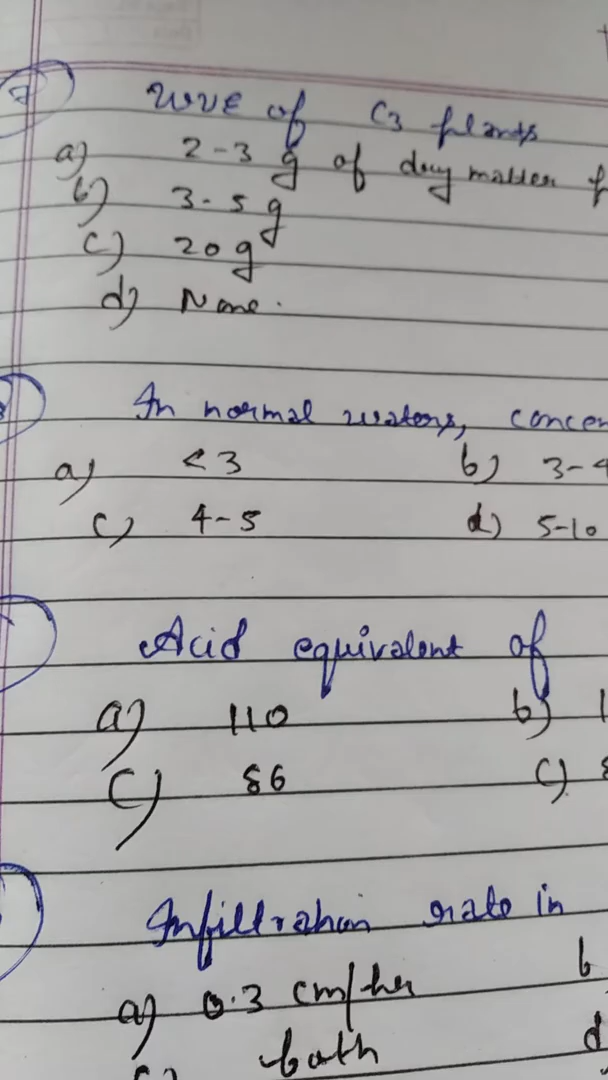 7 WUE of C3 plants
a) 2-3 g of dry matter
b) 3-5 g
c) 20 g
d) None.
In normal waters,
a) <3 b) 3-4
c) 4-5 d) 5-10
Acid equivalent of
a) 110 b) 1
c) 86 c) 8
Infiltration rate in
a) 0.3 cm/hr b
c) both d